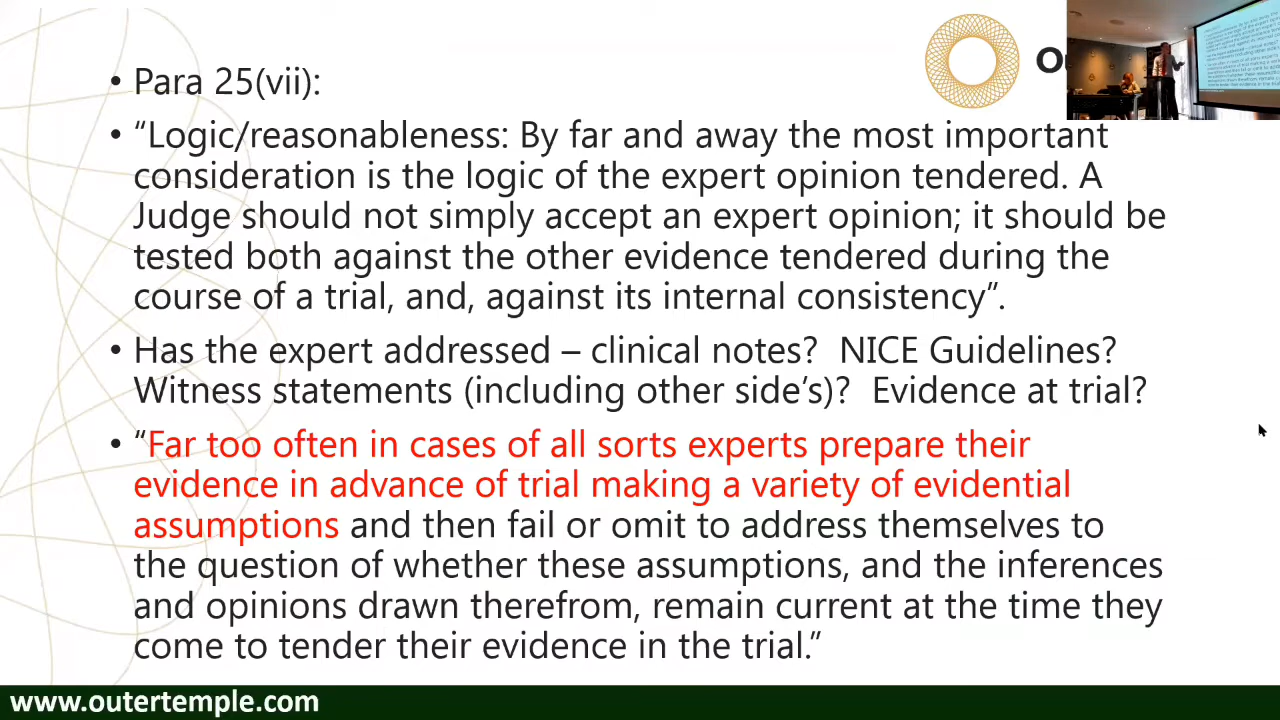 • Para 25(vii):
• “Logic/reasonableness: By far and away the most important
consideration is the logic of the expert opinion tendered. A
Judge should not simply accept an expert opinion; it should be
tested both against the other evidence tendered during the
course of a trial, and, against its internal consistency”.
• Has the expert addressed – clinical notes?  NICE Guidelines?
Witness statements (including other side’s)?  Evidence at trial?
• “Far too often in cases of all sorts experts prepare their
evidence in advance of trial making a variety of evidential
assumptions and then fail or omit to address themselves to
the question of whether these assumptions, and the inferences
and opinions drawn therefrom, remain current at the time they
come to tender their evidence in the trial.”
www.outertemple.com